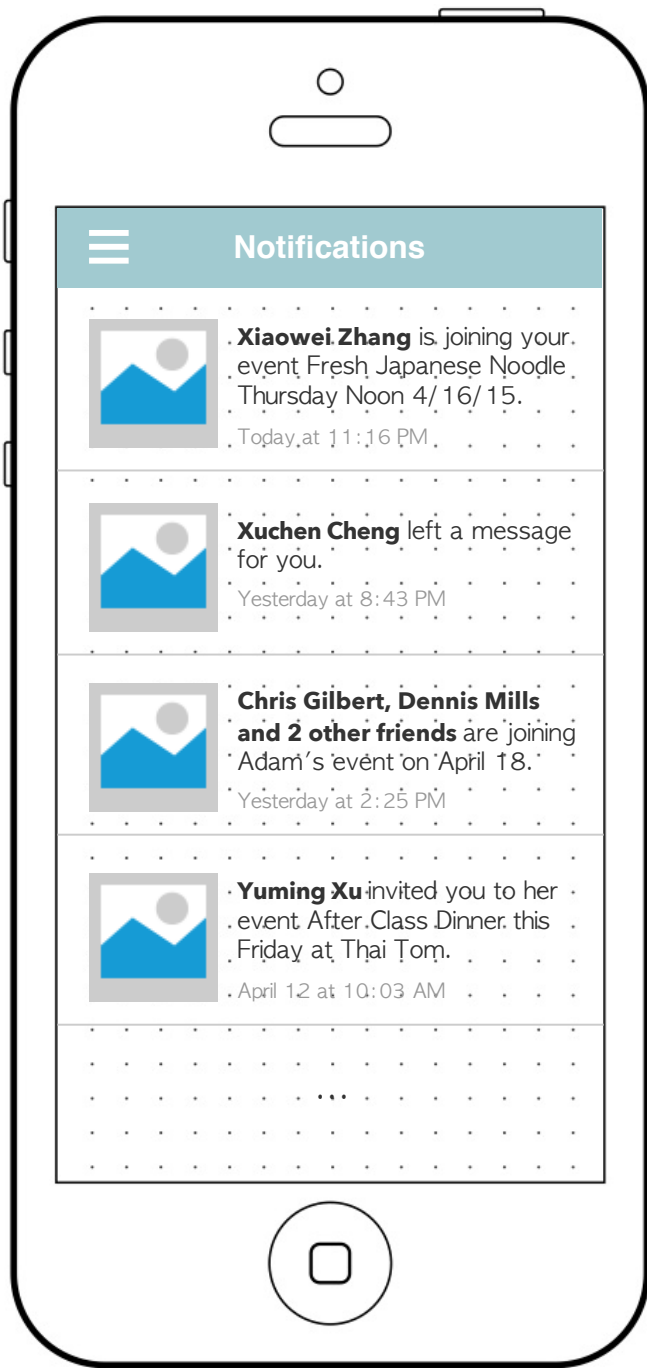 Notifications
Xiaowei Zhang is joining your
event Fresh Japanese Noodle
Thursday Noon 4/16/15.
Today at 11:16 PM
Xuchen Cheng left a message
for you.
Yesterday at 8:43 PM
Chris Gilbert, Dennis Mills
and 2 other friends are joining
Adam's event on April 18.
Yesterday at 2:25 PM
Yuming Xu invited you to her
event After Class Dinner this
Friday at Thai Tom.
April 12 at 10:03 AM
...